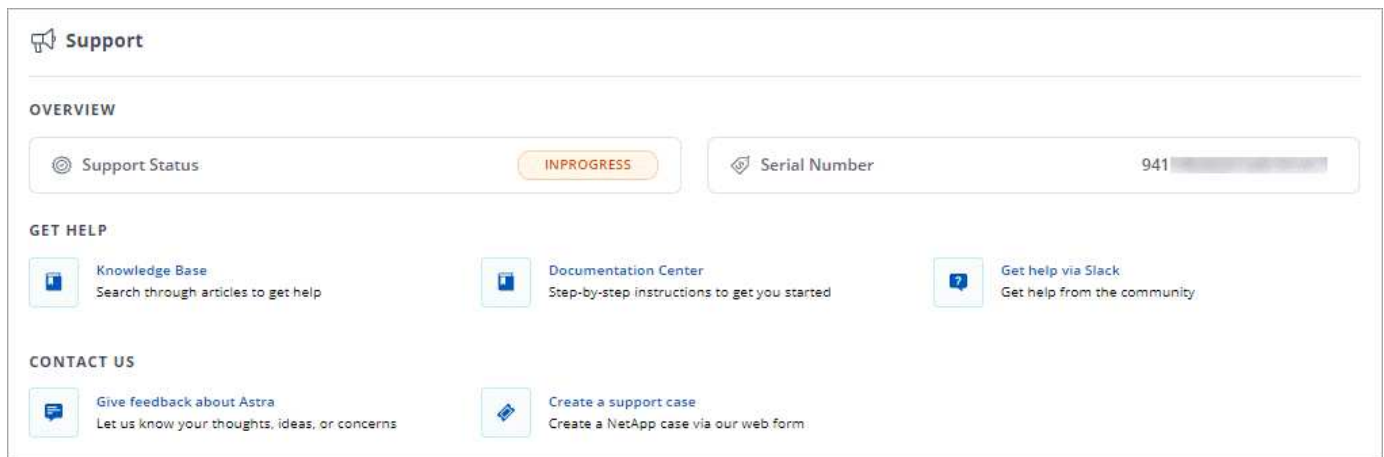 Support
OVERVIEW
Support Status INPROGRESS
Serial Number 941
GET HELP
Knowledge Base
Search through articles to get help
Documentation Center
Step-by-step instructions to get you started
Get help via Slack
Get help from the community
CONTACT US
Give feedback about Astra
Let us know your thoughts, ideas, or concerns
Create a support case
Create a NetApp case via our web form